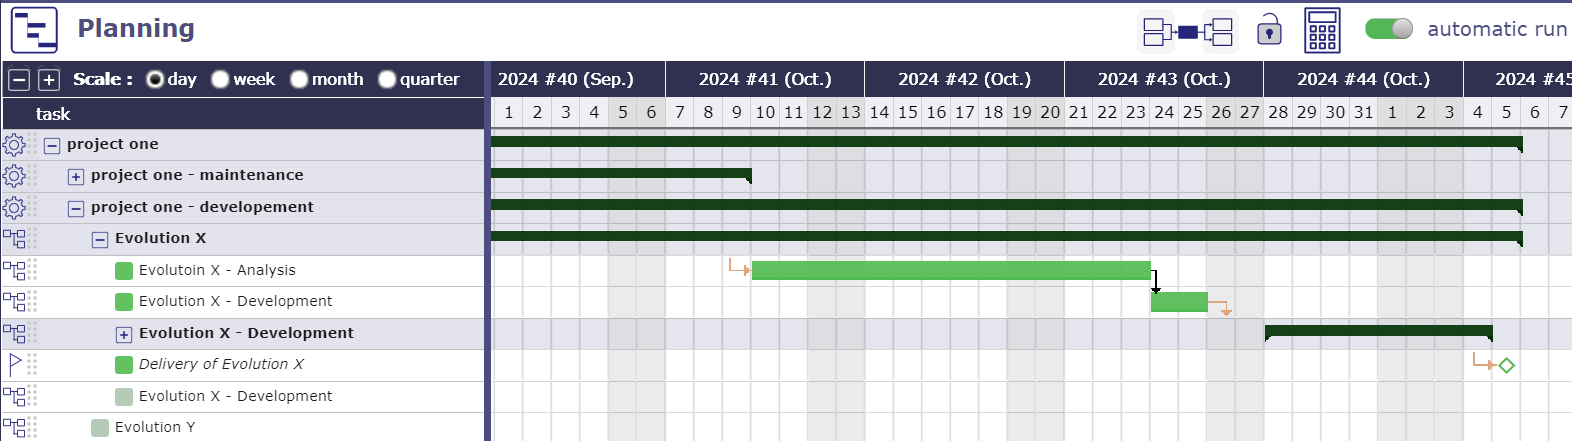 Planning
automatic run
Scale : day week month quarter
2024 #40 (Sep.) 2024 #41 (Oct.) 2024 #42 (Oct.) 2024 #43 (Oct.) 2024 #44 (Oct.) 2024 #45
task
1 2 3 4 5 6 7 8 9 10 11 12 13 14 15 16 17 18 19 20 21 22 23 24 25 26 27 28 29 30 31 1 2 3 4 5 6 7
project one
project one - maintenance
project one - developement
Evolution X
Evolutoin X - Analysis
Evolution X - Development
Evolution X - Development
Delivery of Evolution X
Evolution X - Development
Evolution Y